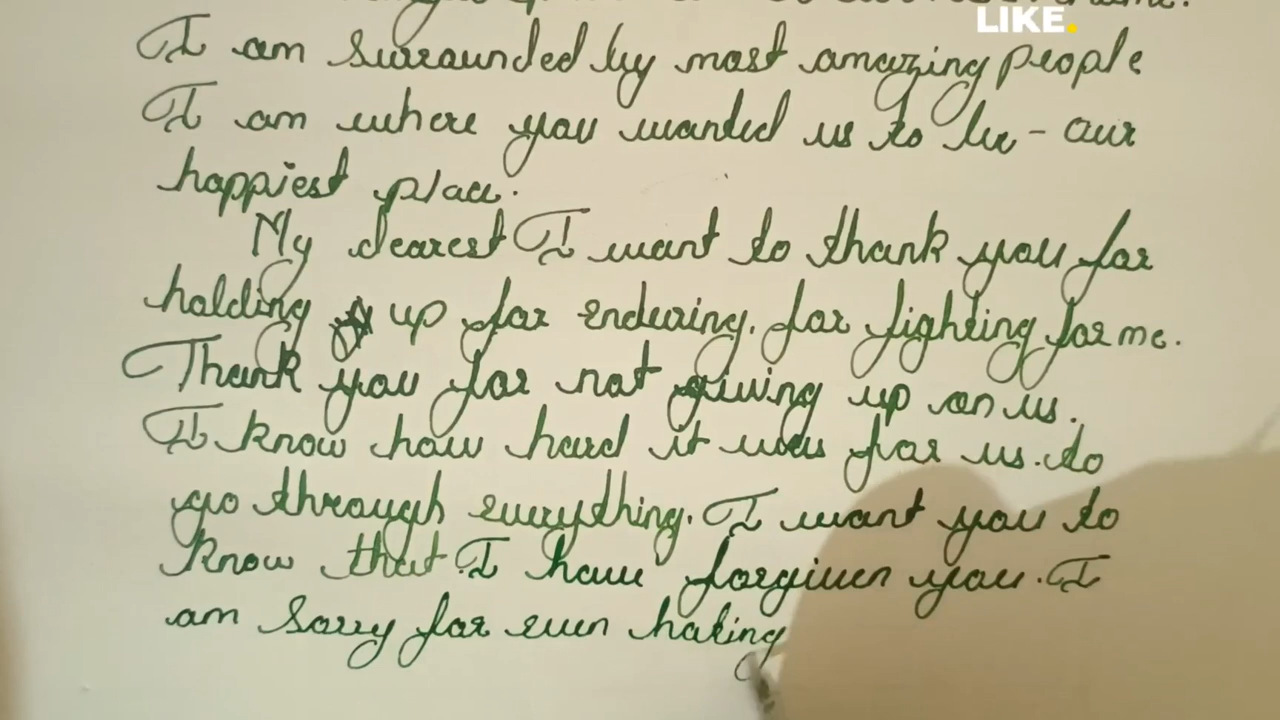 LIKE.
I am surrounded by most amazing people
I am where you wanted us to be - our
happiest place.
My dearest I want to thank you for
holding up for enduring, for fighting for me.
Thank you for not giving up on us.
I know how hard it was for us to
go through everything. I want you to
know that I have forgiven you. I
am sorry for even hating